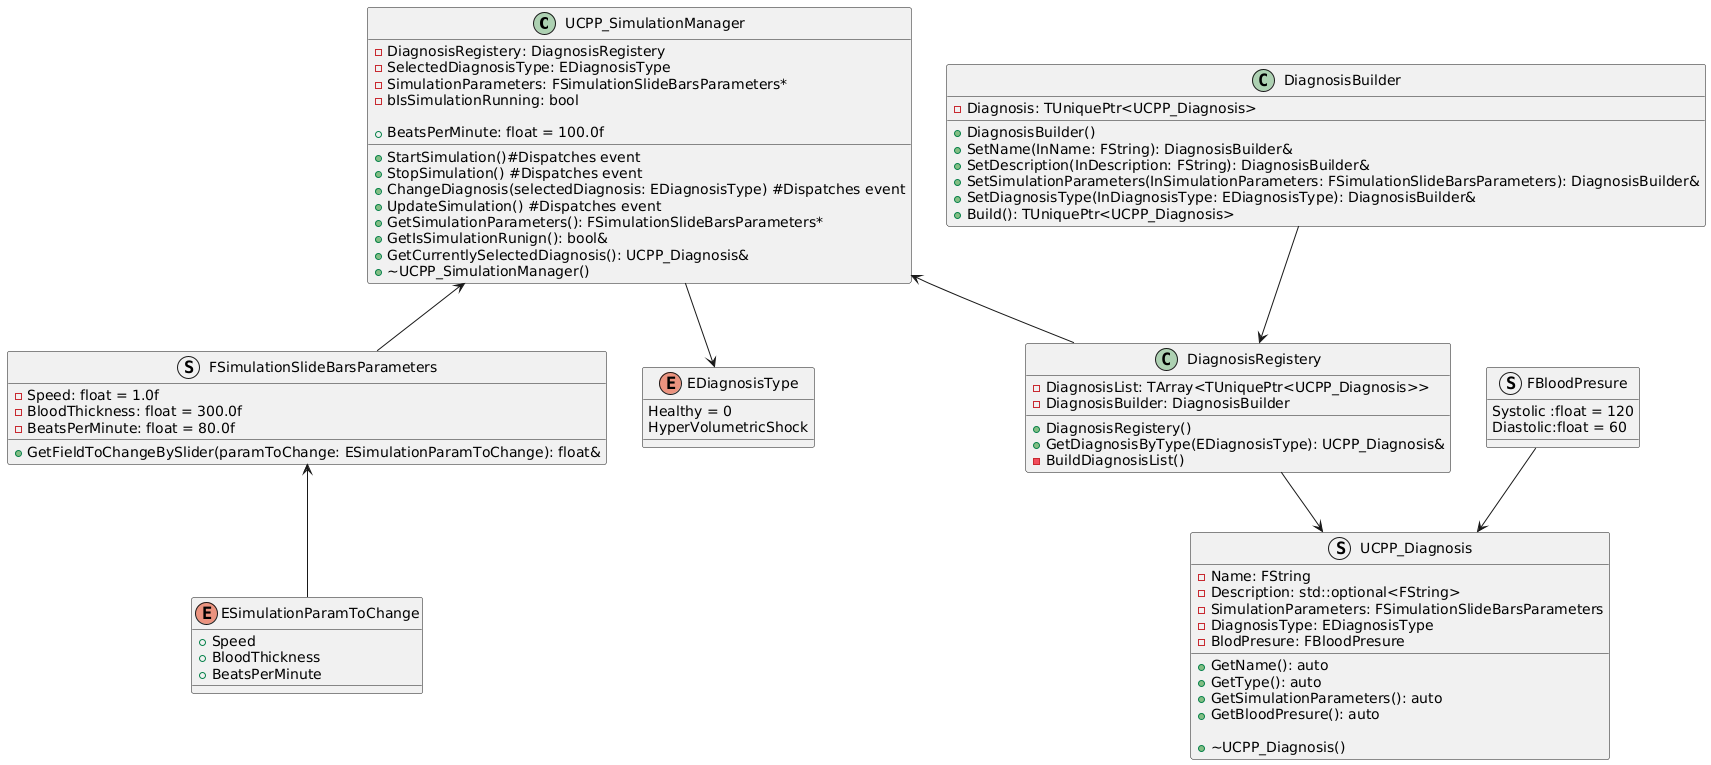 C UCPP_SimulationManager
DiagnosisRegistery: DiagnosisRegistery
SelectedDiagnosisType: EDiagnosisType
SimulationParameters: FSimulationSlideBarsParameters*
bIsSimulationRunning: bool
BeatsPerMinute: float = 100.0f
StartSimulation()#Dispatches event
StopSimulation() #Dispatches event
ChangeDiagnosis(selectedDiagnosis: EDiagnosisType) #Dispatches event
UpdateSimulation() #Dispatches event
GetSimulationParameters(): FSimulationSlideBarsParameters*
GetIsSimulationRunign(): bool&
GetCurrentlySelectedDiagnosis(): UCPP_Diagnosis&
~UCPP_SimulationManager()
C DiagnosisBuilder
Diagnosis: TUniquePtr<UCPP_Diagnosis>
DiagnosisBuilder()
SetName(InName: FString): DiagnosisBuilder&
SetDescription(InDescription: FString): DiagnosisBuilder&
SetSimulationParameters(InSimulationParameters: FSimulationSlideBarsParameters): DiagnosisBuilder&
SetDiagnosisType(InDiagnosisType: EDiagnosisType): DiagnosisBuilder&
Build(): TUniquePtr<UCPP_Diagnosis>
S FSimulationSlideBarsParameters
Speed: float = 1.0f
BloodThickness: float = 300.0f
BeatsPerMinute: float = 80.0f
GetFieldToChangeBySlider(paramToChange: ESimulationParamToChange): float&
E EDiagnosisType
Healthy = 0
HyperVolumetricShock
C DiagnosisRegistery
DiagnosisList: TArray<TUniquePtr<UCPP_Diagnosis>>
DiagnosisBuilder: DiagnosisBuilder
DiagnosisRegistery()
GetDiagnosisByType(EDiagnosisType): UCPP_Diagnosis&
BuildDiagnosisList()
S FBloodPresure
Systolic :float = 120
Diastolic:float = 60
E ESimulationParamToChange
Speed
BloodThickness
BeatsPerMinute
S UCPP_Diagnosis
Name: FString
Description: std::optional<FString>
SimulationParameters: FSimulationSlideBarsParameters
DiagnosisType: EDiagnosisType
BlodPresure: FBloodPresure
GetName(): auto
GetType(): auto
GetSimulationParameters(): auto
GetBloodPresure(): auto
~UCPP_Diagnosis()